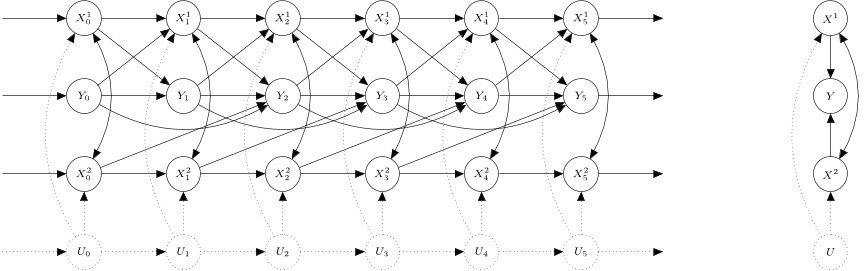 X_0^1 X_1^1 X_2^1 X_3^1 X_4^1 X_5^1 X^1
Y_0 Y_1 Y_2 Y_3 Y_4 Y_5 Y
X_0^2 X_1^2 X_2^2 X_3^2 X_4^2 X_5^2 X^2
U_0 U_1 U_2 U_3 U_4 U_5 U